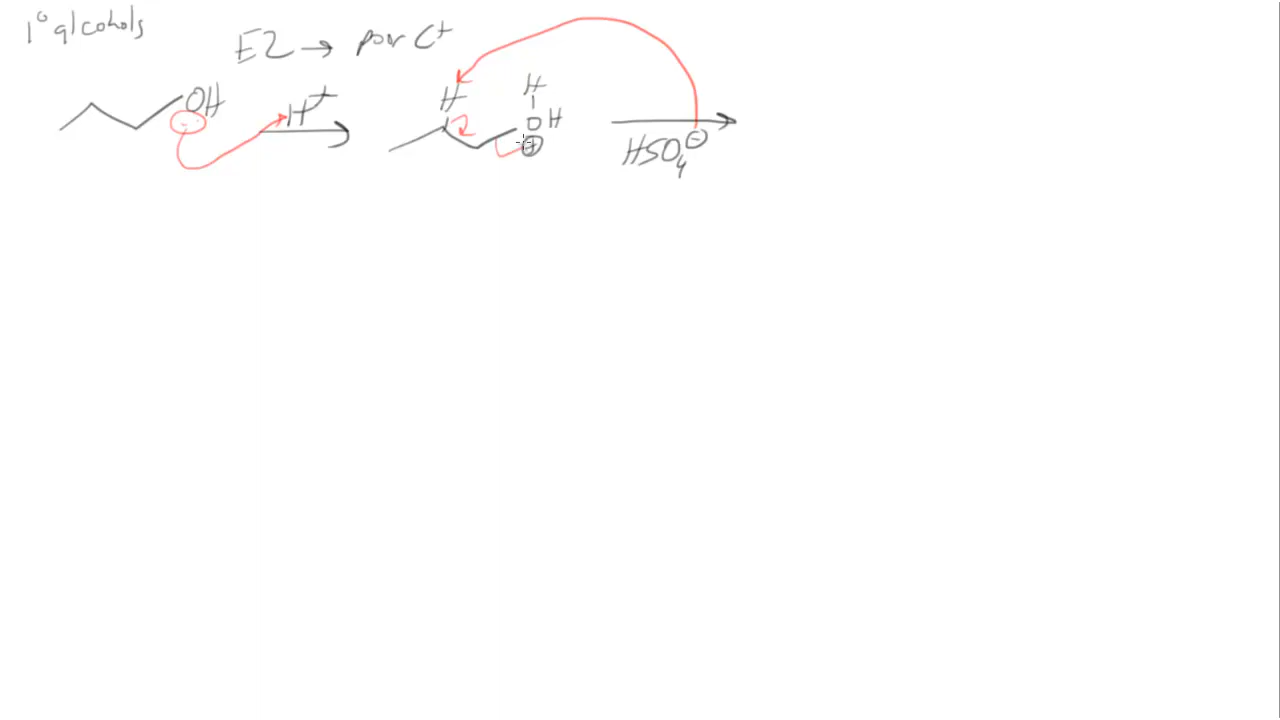 1° alcohols
E2 → poor C+
OH
H+
H
H
OH
+
HSO4 -